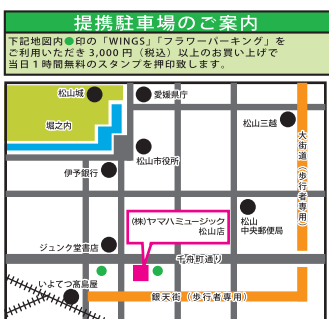 提携駐車場のご案内
下記地図内●印の「WINGS」「フラワーパーキング」を
ご利用いただき3,000円（税込）以上のお買い上げで
当日１時間無料のスタンプを押印致します。
松山城
愛媛県庁
堀之内
松山三越
松山市役所
大街道（歩行者専用）
伊予銀行
(株)ヤマハミュージック
松山店
松山
中央郵便局
ジュンク堂書店
千舟町通り
いよてつ髙島屋
銀天街（歩行者専用）